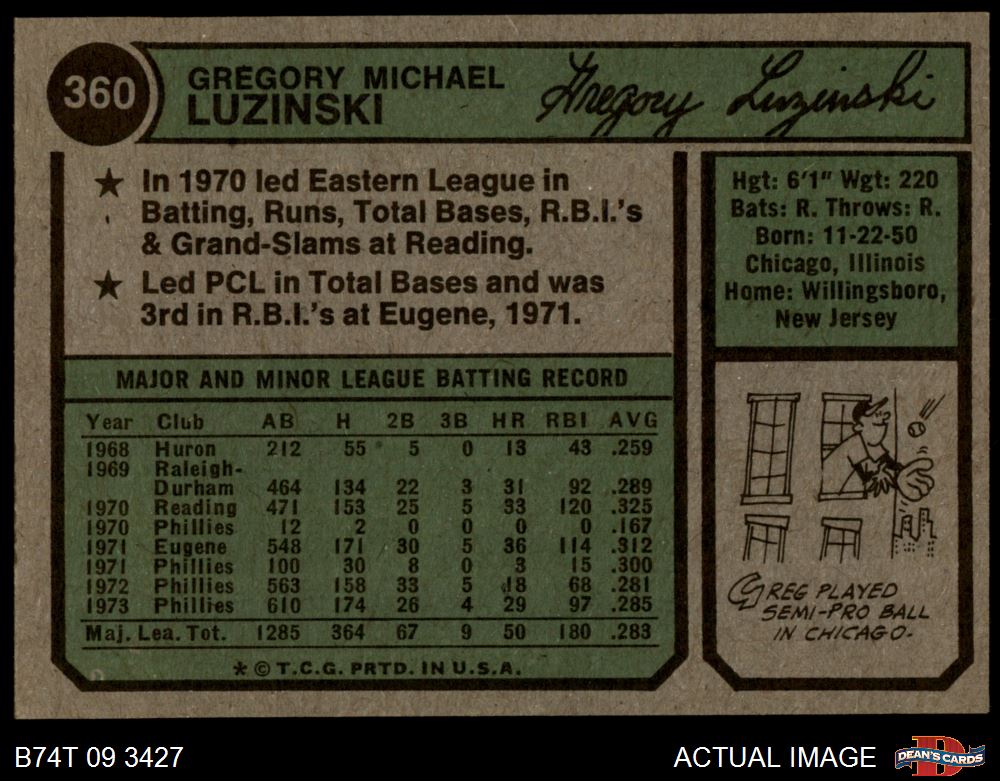 360
GREGORY MICHAEL
LUZINSKI
Gregory Luzinski
★ In 1970 led Eastern League in
Batting, Runs, Total Bases, R.B.I.'s
& Grand-Slams at Reading.
★ Led PCL in Total Bases and was
3rd in R.B.I.'s at Eugene, 1971.
Hgt: 6'1" Wgt: 220
Bats: R. Throws: R.
Born: 11-22-50
Chicago, Illinois
Home: Willingsboro,
New Jersey
MAJOR AND MINOR LEAGUE BATTING RECORD
Year Club AB H 2B 3B HR RBI AVG
1968 Huron 212 55 5 0 13 43 .259
1969 Raleigh-
Durham 464 134 22 3 31 92 .289
1970 Reading 471 153 25 5 33 120 .325
1970 Phillies 12 2 0 0 0 0 .167
1971 Eugene 548 171 30 5 36 114 .312
1971 Phillies 100 30 8 0 3 15 .300
1972 Phillies 563 158 33 5 18 68 .281
1973 Phillies 610 174 26 4 29 97 .285
Maj. Lea. Tot. 1285 364 67 9 50 180 .283
* © T.C.G. PRTD. IN U.S.A.
GREG PLAYED
SEMI-PRO BALL
IN CHICAGO.
B74T 09 3427
ACTUAL IMAGE
D
DEAN'S CARDS